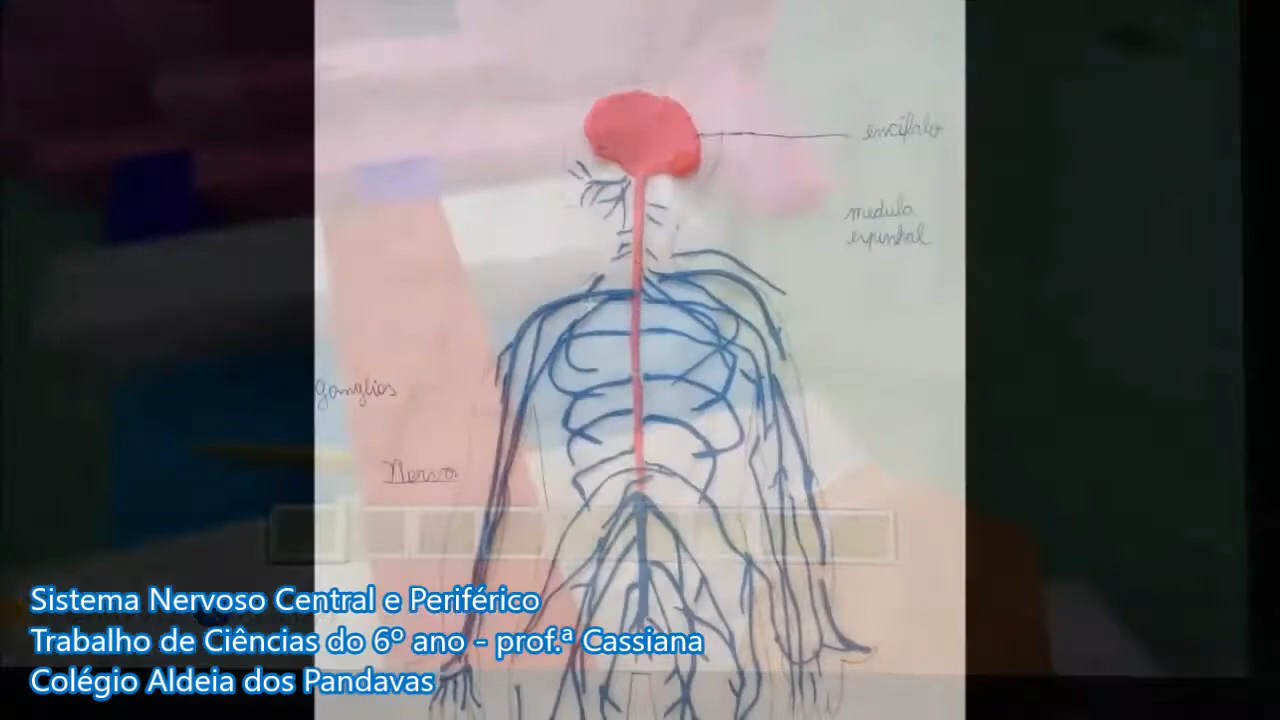 encéfalo
medula
espinhal
Ganglios
Nervo
Sistema Nervoso Central e Periférico
Trabalho de Ciências do 6º ano - prof.ª Cassiana
Colégio Aldeia dos Pandavas